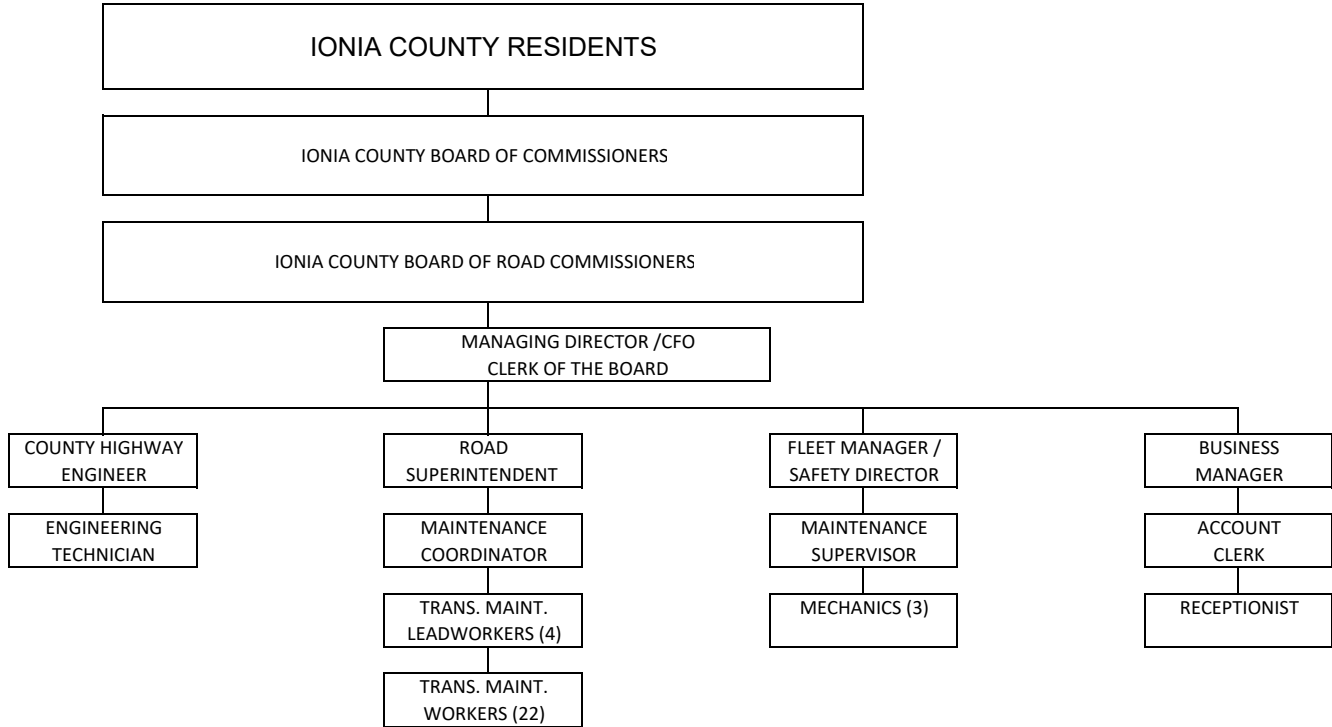 IONIA COUNTY RESIDENTS
IONIA COUNTY BOARD OF COMMISSIONERS
IONIA COUNTY BOARD OF ROAD COMMISSIONERS
MANAGING DIRECTOR /CFO
CLERK OF THE BOARD
COUNTY HIGHWAY
ENGINEER
ROAD
SUPERINTENDENT
FLEET MANAGER /
SAFETY DIRECTOR
BUSINESS
MANAGER
ENGINEERING
TECHNICIAN
MAINTENANCE
COORDINATOR
MAINTENANCE
SUPERVISOR
ACCOUNT
CLERK
TRANS. MAINT.
LEADWORKERS (4)
MECHANICS (3)
RECEPTIONIST
TRANS. MAINT.
WORKERS (22)